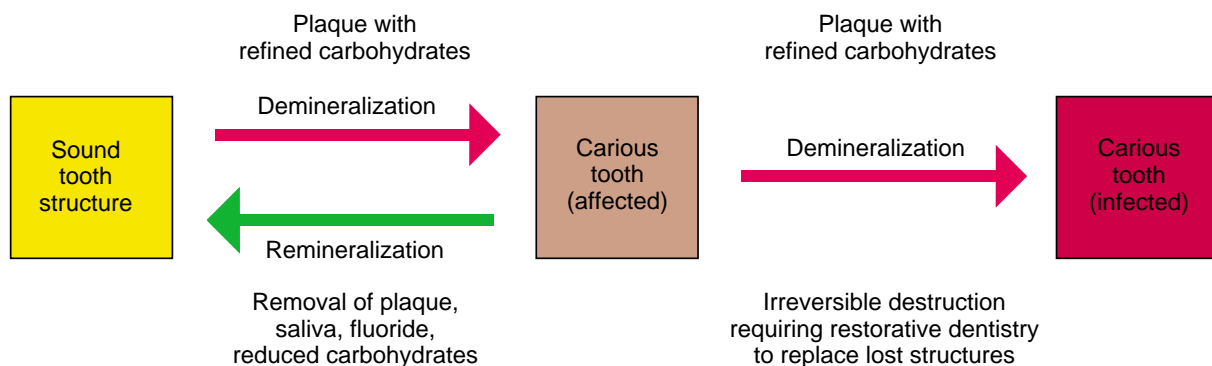 Plaque with
refined carbohydrates
Plaque with
refined carbohydrates
Sound
tooth
structure
Demineralization
Remineralization
Carious
tooth
(affected)
Demineralization
Carious
tooth
(infected)
Removal of plaque,
saliva, fluoride,
reduced carbohydrates
Irreversible destruction
requiring restorative dentistry
to replace lost structures